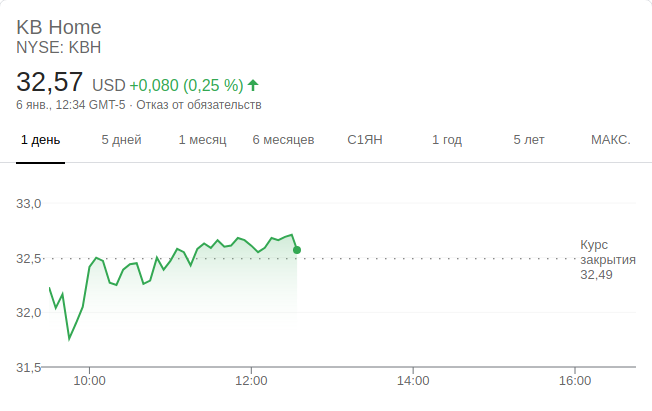 KB Home
NYSE: KBH
32,57 USD +0,080 (0,25 %)
6 янв., 12:34 GMT-5 · Отказ от обязательств
1 день 5 дней 1 месяц 6 месяцев С1ЯН 1 год 5 лет МАКС.
33,0
32,5
32,0
31,5
Курс
закрытия
32,49
10:00 12:00 14:00 16:00